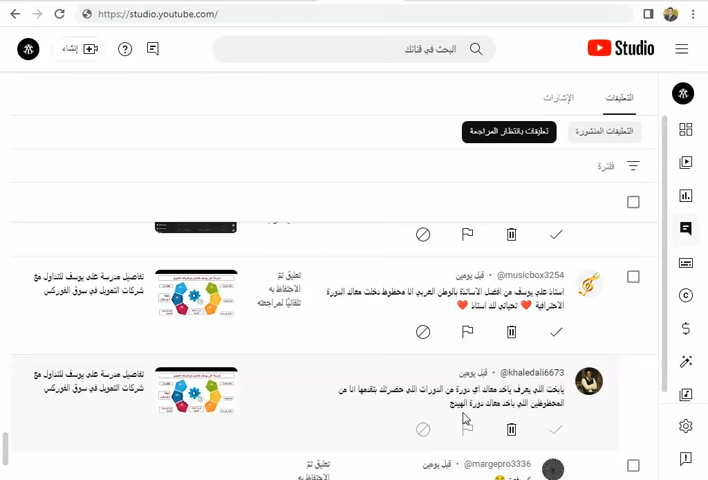 https://studio.youtube.com/
Studio
البحث في قناتك
إنشاء
التعليقات
الإشارات
التعليقات المنشورة
تعليقات بانتظار المراجعة
فلترة
@musicbox3254 • قبل يومين
استاذ علي يوسف من افضل الاساتذة بالوطن العربي انا محظوظ دخلت معاك الدورة
الاحترافية ❤️ تحياتي لك استاذ ❤️
تعليق تمّ
الاحتفاظ به
تلقائيًا لمراجعته
تفاصيل مدرسة علي يوسف للتداول مع
شركات التمويل في سوق الفوركس
@khaledali6673 • قبل يومين
يابخت اللي يعرف ياخد معاك اي دورة من الدورات اللي حضرتك بتقدمها انا من
المحظوظين اللي ياخد معاك دورة الهيدج
تفاصيل مدرسة علي يوسف للتداول مع
شركات التمويل في سوق الفوركس
@margepro3336 • قبل يومين
تعليق تمّ
الاحتفاظ به